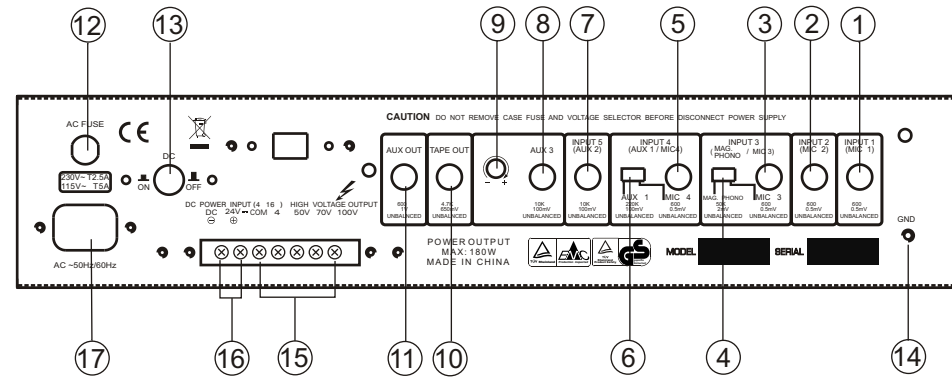 12 13 9 8 7 5 3 2 1
CAUTION DO NOT REMOVE CASE FUSE AND VOLTAGE SELECTOR BEFORE DISCONNECT POWER SUPPLY
AC FUSE
CE
230V~ T2.5A
115V~ T5A
DC
ON OFF
AC ~50Hz/60Hz
DC POWER INPUT (4 16 ) HIGH VOLTAGE OUTPUT
DC 24V COM 4 50V 70V 100V
⊖ ⊕
AUX OUT
600
1V
UNBALANCED
TAPE OUT
4.7K
650mV
UNBALANCED
- +
AUX 3
10K
100mV
UNBALANCED
INPUT 5
(AUX 2)
10K
100mV
UNBALANCED
INPUT 4
(AUX 1 / MIC4)
AUX 1 MIC 4
UNBALANCED
600
0.5mV
UNBALANCED
INPUT 3
( MAG. PHONO / MIC 3)
MAG. PHONO MIC 3
50K
2mV
UNBALANCED
600
0.5mV
UNBALANCED
INPUT 2
(MIC 2)
600
0.5mV
UNBALANCED
INPUT 1
(MIC 1)
600
0.5mV
UNBALANCED
GND
POWER OUTPUT
MAX: 180W
MADE IN CHINA
EMC
GS
MODEL SERIAL
17 16 15 11 10 6 4 14